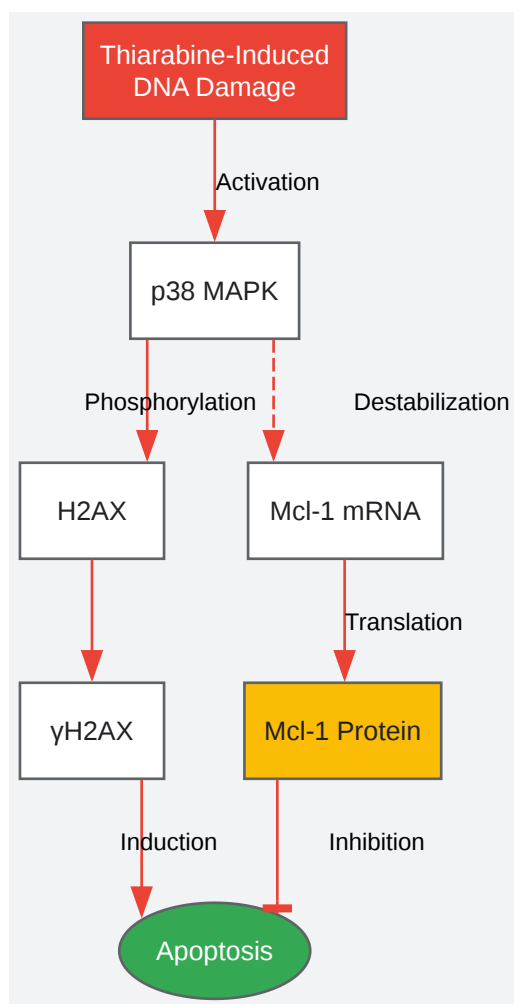 Thiarabine-Induced
DNA Damage
Activation
p38 MAPK
Phosphorylation
Destabilization
H2AX
Mcl-1 mRNA
Translation
γH2AX
Mcl-1 Protein
Induction
Inhibition
Apoptosis